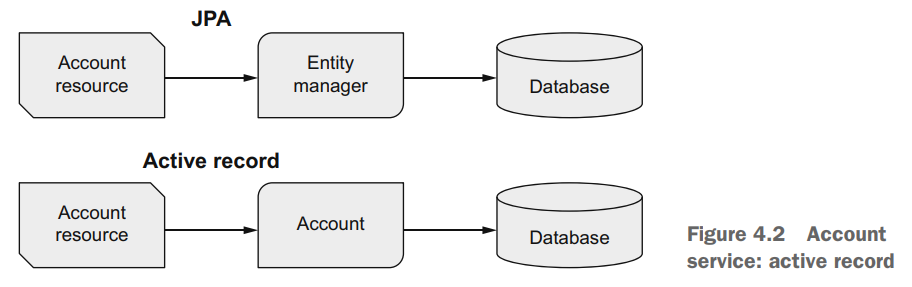 JPA
Account
resource
Entity
manager
Database
Active record
Account
resource
Account
Database
Figure 4.2 Account
service: active record